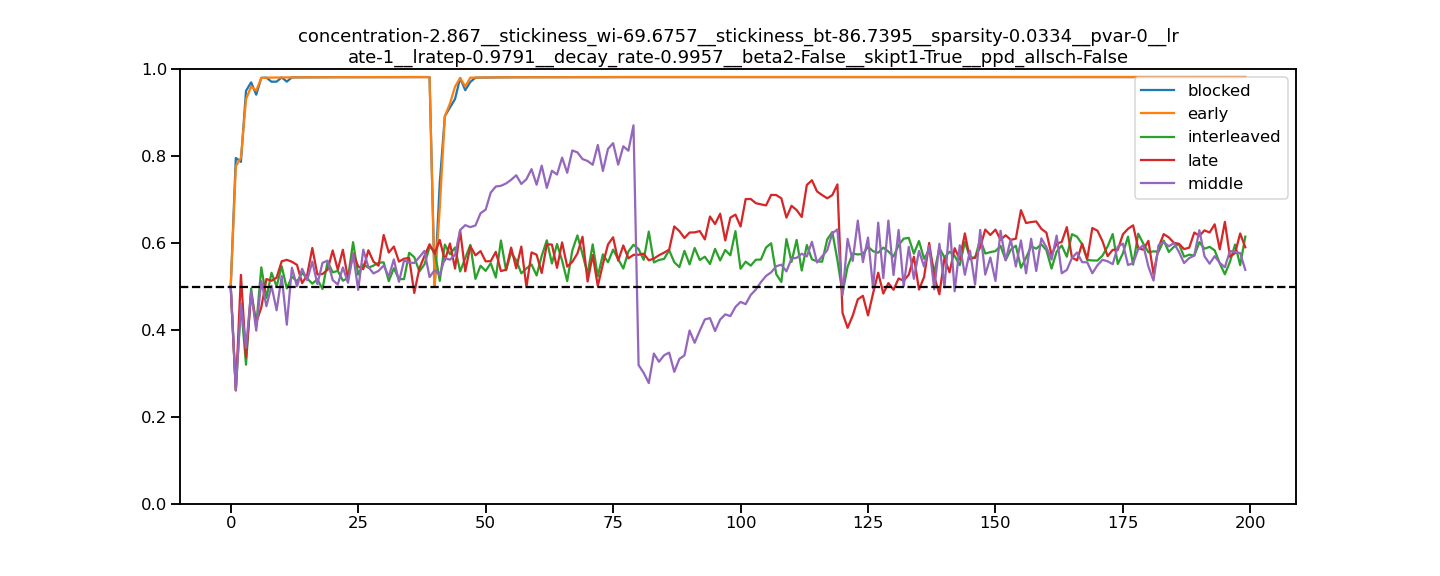 concentration-2.867__stickiness_wi-69.6757__stickiness_bt-86.7395__sparsity-0.0334__pvar-0__lr
ate-1__lratep-0.9791__decay_rate-0.9957__beta2-False__skipt1-True__ppd_allsch-False
1.0
0.8
0.6
0.4
0.2
0.0
blocked
early
interleaved
late
middle
0 25 50 75 100 125 150 175 200